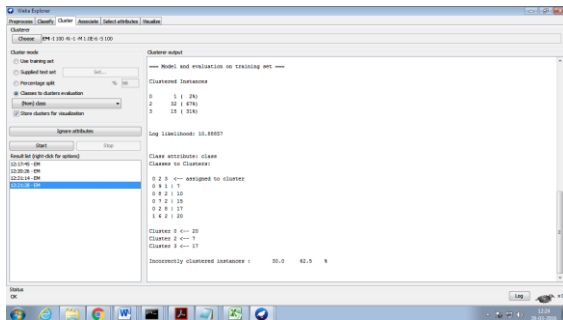 Weka Explorer
Preprocess Classify Cluster Associate Select attributes Visualize
Clusterer
Choose EM -I 100 -N -1 -M 1.0E-6 -S 100
Cluster mode
Use training set
Supplied test set Set...
Percentage split % 66
Classes to clusters evaluation
(Nom) class
Store clusters for visualization
Ignore attributes
Start Stop
Result list (right-click for options)
12:17:45 - EM
12:20:28 - EM
12:21:14 - EM
Clusterer output
=== Model and evaluation on training set ===
Clustered Instances
0 1 ( 2%)
2 32 ( 67%)
3 15 ( 31%)
Log likelihood: 10.88857
Class attribute: class
Classes to Clusters:
0 2 3 <-- assigned to cluster
0 9 1 | 7
0 8 2 | 10
0 7 2 | 15
0 2 8 | 17
1 6 2 | 20
Cluster 0 <-- 20
Cluster 2 <-- 7
Cluster 3 <-- 17
Incorrectly clustered instances : 30.0 62.5 %
Status
OK
Log
x 0
12:24